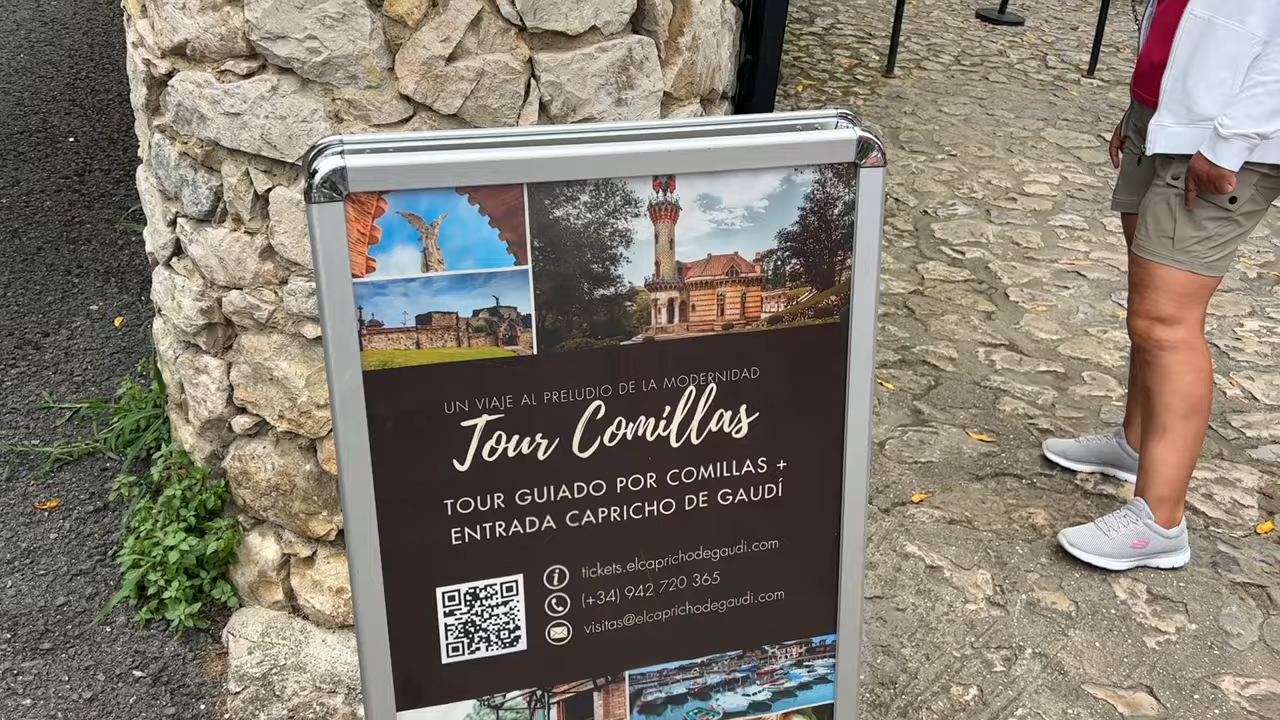 UN VIAJE AL PRELUDIO DE LA MODERNIDAD
Tour Comillas
TOUR GUIADO POR COMILLAS +
ENTRADA CAPRICHO DE GAUDÍ
tickets.elcaprichodegaudi.com
(+34) 942 720 365
visitas@elcaprichodegaudi.com